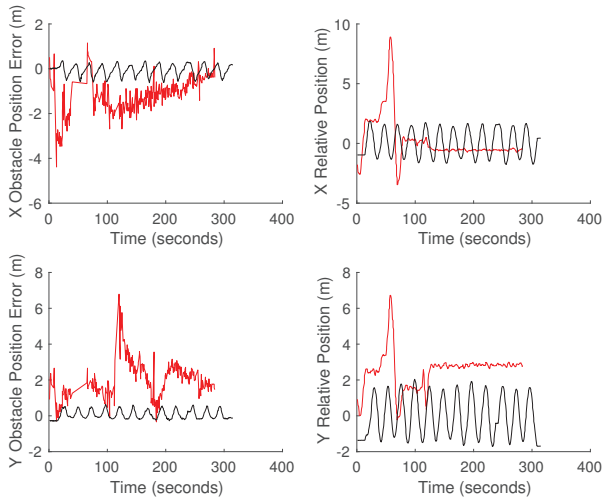 X Obstacle Position Error (m)
2
0
-2
-4
-6
0 100 200 300 400
Time (seconds)
X Relative Position (m)
10
5
0
-5
0 100 200 300 400
Time (seconds)
Y Obstacle Position Error (m)
8
6
4
2
0
-2
0 100 200 300 400
Time (seconds)
Y Relative Position (m)
8
6
4
2
0
-2
0 100 200 300 400
Time (seconds)